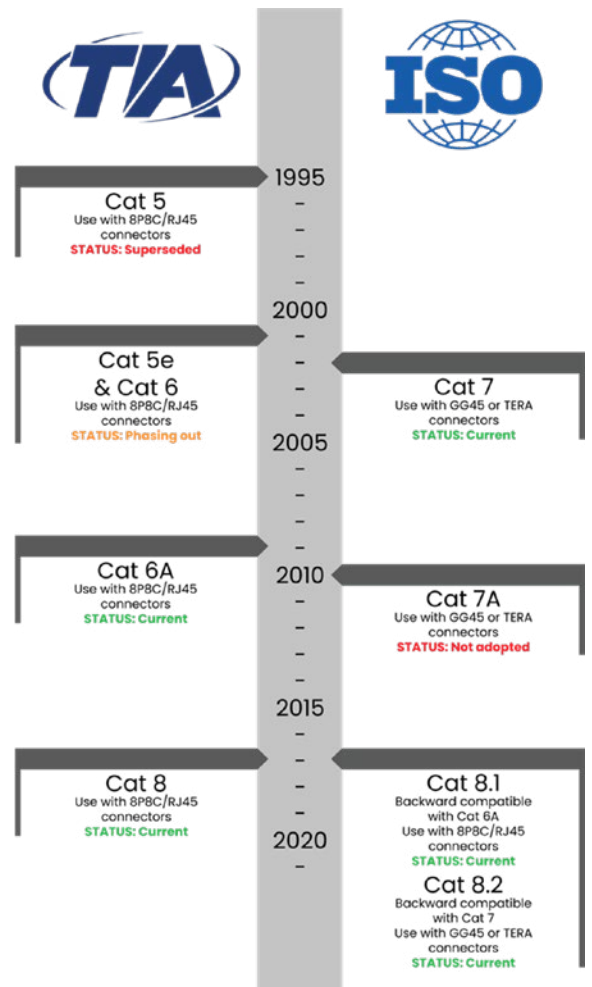 TIA
ISO
1995
Cat 5
Use with 8P8C/RJ45
connectors
STATUS: Superseded
-
-
-
-
2000
-
Cat 5e
& Cat 6
Use with 8P8C/RJ45
connectors
STATUS: Phasing out
-
-
-
Cat 7
Use with GG45 or TERA
connectors
STATUS: Current
2005
-
-
-
-
Cat 6A
Use with 8P8C/RJ45
connectors
STATUS: Current
2010
Cat 7A
Use with GG45 or TERA
connectors
STATUS: Not adopted
-
-
-
-
2015
-
-
-
-
Cat 8
Use with 8P8C/RJ45
connectors
STATUS: Current
Cat 8.1
Backward compatible
with Cat 6A
Use with 8P8C/RJ45
connectors
STATUS: Current
2020
-
Cat 8.2
Backward compatible
with Cat 7
Use with GG45 or TERA
connectors
STATUS: Current